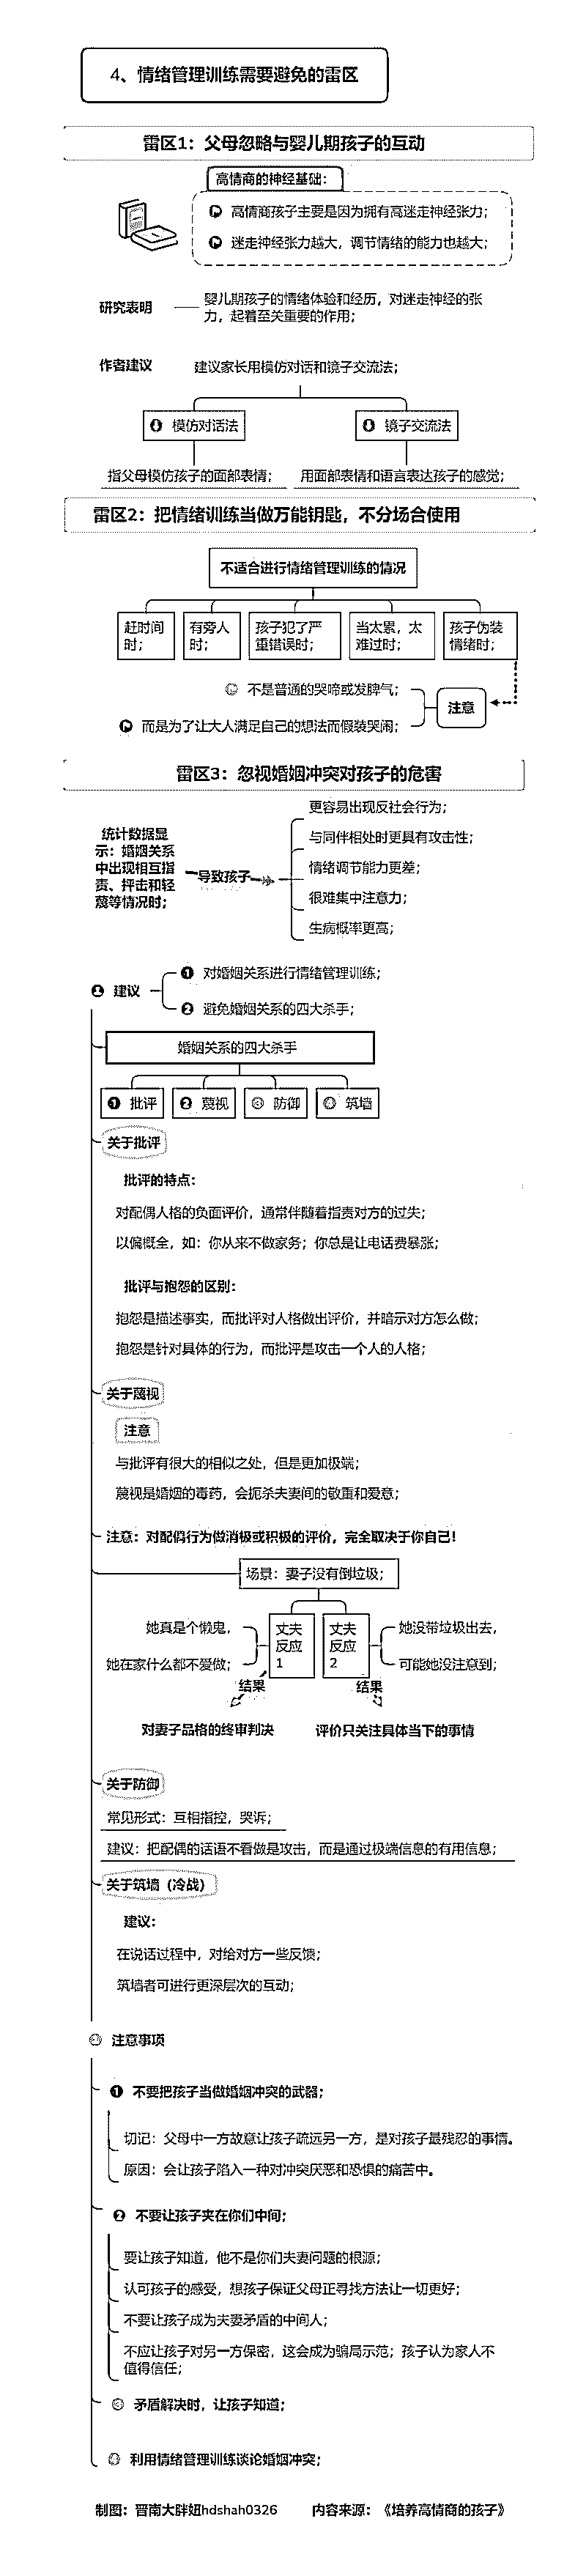 4、情绪管理训练需要避免的雷区
雷区1：父母忽略与婴儿期孩子的互动
高情商的神经基础：
高情商孩子主要是因为拥有高迷走神经张力；
迷走神经张力越大，调节情绪的能力也越大；
研究表明
婴儿期孩子的情绪体验和经历，对迷走神经的张
力，起着至关重要的作用；
作者建议
建议家长用模仿对话和镜子交流法；
模仿对话法
镜子交流法
指父母模仿孩子的面部表情；
用面部表情和语言表达孩子的感觉；
雷区2：把情绪训练当做万能钥匙，不分场合使用
不适合进行情绪管理训练的情况
赶时间
时；
有旁人
时；
孩子犯了严
重错误时；
当太累，太
难过时；
孩子伪装
情绪时；
不是普通的哭啼或发脾气；
注意
而是为了让大人满足自己的想法而假装哭闹；
雷区3：忽视婚姻冲突对孩子的危害
统计数据显
示：婚姻关系
中出现相互指
责、抨击和轻
蔑等情况时；
导致孩子
更容易出现反社会行为；
与同伴相处时更具有攻击性；
情绪调节能力更差；
很难集中注意力；
生病概率更高；
建议
1 对婚姻关系进行情绪管理训练；
2 避免婚姻关系的四大杀手；
婚姻关系的四大杀手
1 批评
2 蔑视
3 防御
4 筑墙
关于批评
批评的特点：
对配偶人格的负面评价，通常伴随着指责对方的过失；
以偏概全，如：你从来不做家务；你总是让电话费暴涨；
批评与抱怨的区别：
抱怨是描述事实，而批评对人格做出评价，并暗示对方怎么做；
抱怨是针对具体的行为，而批评是攻击一个人的人格；
关于蔑视
注意
与批评有很大的相似之处，但是更加极端；
蔑视是婚姻的毒药，会扼杀夫妻间的敬重和爱意；
注意：对配偶行为做消极或积极的评价，完全取决于你自己！
场景：妻子没有倒垃圾；
她真是个懒鬼，
她在家什么都不爱做；
丈夫
反应
1
丈夫
反应
2
她没带垃圾出去，
可能她没注意到；
结果
结果
对妻子品格的终审判决
评价只关注具体当下的事情
关于防御
常见形式：互相指控，哭诉；
建议：把配偶的话语不看做是攻击，而是通过极端信息的有用信息；
关于筑墙（冷战）
建议：
在说话过程中，对给对方一些反馈；
筑墙者可进行更深层次的互动；
注意事项
1 不要把孩子当做婚姻冲突的武器；
切记：父母中一方故意让孩子疏远另一方，是对孩子最残忍的事情。
原因：会让孩子陷入一种对冲突厌恶和恐惧的痛苦中。
2 不要让孩子夹在你们中间；
要让孩子知道，他不是你们夫妻问题的根源；
认可孩子的感受，想孩子保证父母正寻找方法让一切更好；
不要让孩子成为夫妻矛盾的中间人；
不应让孩子对另一方保密，这会成为骗局示范；孩子认为家人不
值得信任；
3 矛盾解决时，让孩子知道；
4 利用情绪管理训练谈论婚姻冲突；
制图：晋南大胖妞hdshah0326
内容来源：《培养高情商的孩子》